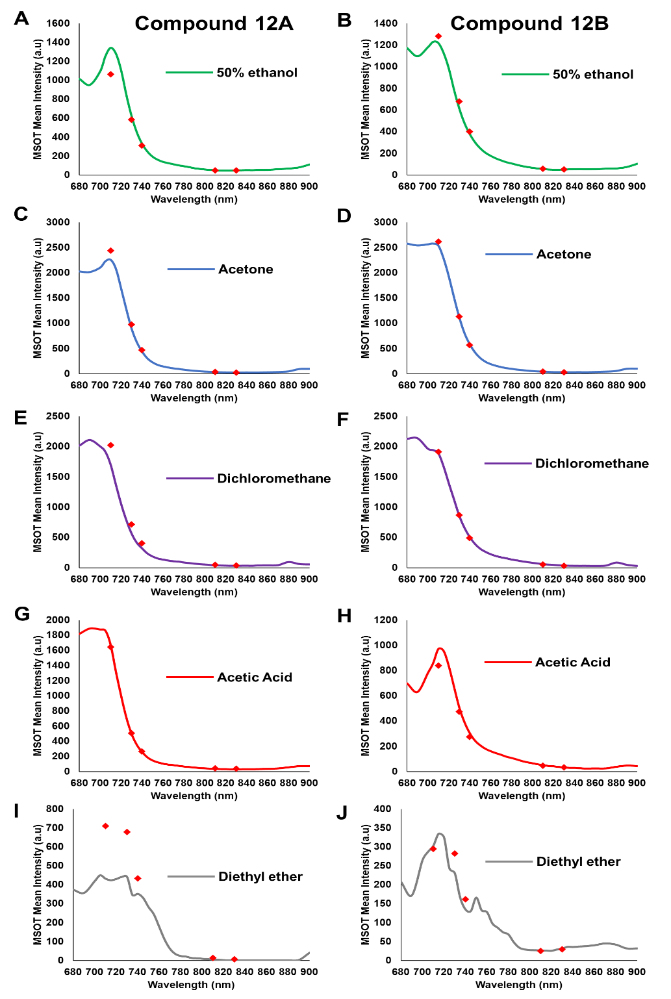 A
Compound 12A
MSOT Mean Intensity (a.u)
1600
1400
1200
1000
800
600
400
200
0
50% ethanol
680 700 720 740 760 780 800 820 840 860 880 900
Wavelength (nm)
B
Compound 12B
MSOT Mean Intensity (a.u)
1400
1200
1000
800
600
400
200
0
50% ethanol
680 700 720 740 760 780 800 820 840 860 880 900
Wavelength (nm)
C
MSOT Mean Intensity (a.u)
3000
2500
2000
1500
1000
500
0
Acetone
680 700 720 740 760 780 800 820 840 860 880 900
Wavelength (nm)
D
MSOT Mean Intensity (a.u)
3000
2500
2000
1500
1000
500
0
Acetone
680 700 720 740 760 780 800 820 840 860 880 900
Wavelength (nm)
E
MSOT Mean Intensity (a.u)
2500
2000
1500
1000
500
0
Dichloromethane
680 700 720 740 760 780 800 820 840 860 880 900
Wavelength (nm)
F
MSOT Mean Intensity (a.u)
2500
2000
1500
1000
500
0
Dichloromethane
680 700 720 740 760 780 800 820 840 860 880 900
Wavelength (nm)
G
MSOT Mean Intensity (a.u)
2000
1800
1600
1400
1200
1000
800
600
400
200
0
Acetic Acid
680 700 720 740 760 780 800 820 840 860 880 900
Wavelength (nm)
H
MSOT Mean Intensity (a.u)
1200
1000
800
600
400
200
0
Acetic Acid
680 700 720 740 760 780 800 820 840 860 880 900
Wavelength (nm)
I
MSOT Mean Intensity (a.u)
800
700
600
500
400
300
200
100
0
Diethyl ether
680 700 720 740 760 780 800 820 840 860 880 900
Wavelength (nm)
J
MSOT Mean Intensity (a.u)
400
350
300
250
200
150
100
50
0
Diethyl ether
680 700 720 740 760 780 800 820 840 860 880 900
Wavelength (nm)